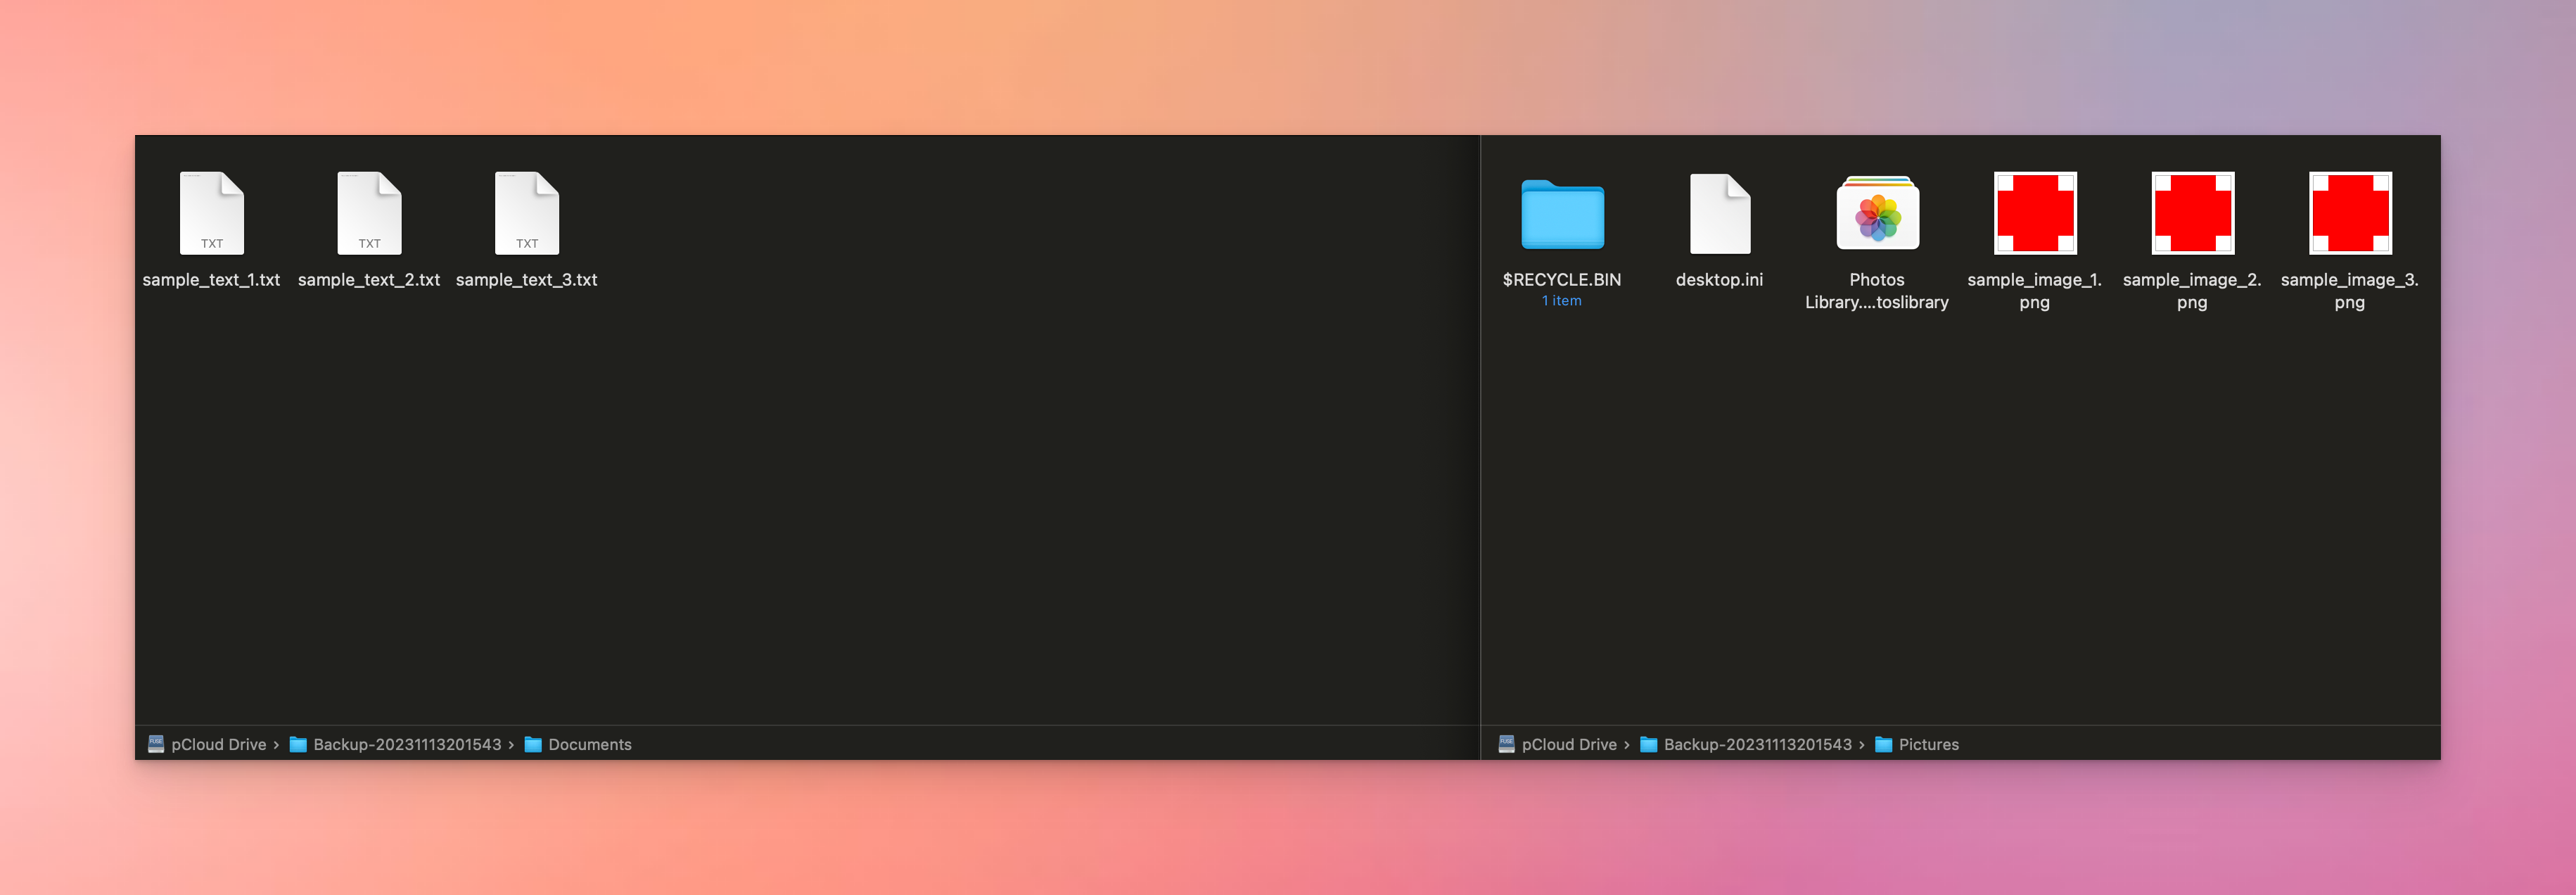 TXT
TXT
TXT
sample_text_1.txt
sample_text_2.txt
sample_text_3.txt
pCloud Drive › Backup-20231113201543 › Documents
$RECYCLE.BIN
1 item
desktop.ini
Photos
Library....toslibrary
sample_image_1.
png
sample_image_2.
png
sample_image_3.
png
pCloud Drive › Backup-20231113201543 › Pictures